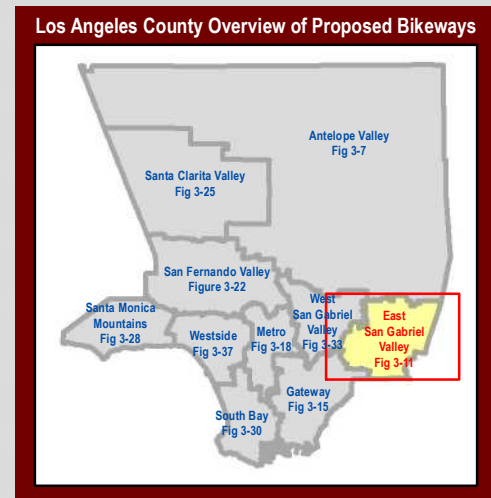 Los Angeles County Overview of Proposed Bikeways
Antelope Valley
Fig 3-7
Santa Clarita Valley
Fig 3-25
San Fernando Valley
Figure 3-22
Santa Monica
Mountains
Fig 3-28
Westside
Fig 3-37
Metro
Fig 3-18
West
San Gabriel
Valley
Fig 3-33
East
San Gabriel
Valley
Fig 3-11
Gateway
Fig 3-15
South Bay
Fig 3-30